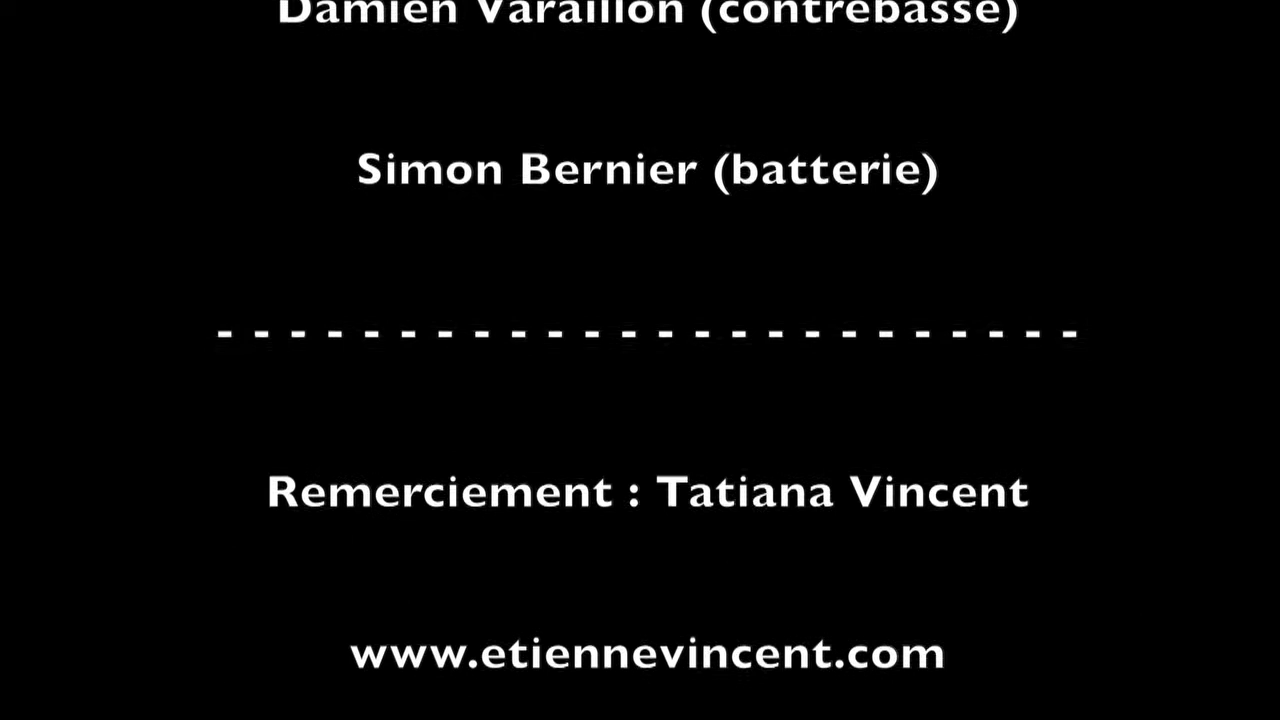 Damien Varaillon (contrebasse)
Simon Bernier (batterie)
- - - - - - - - - - - - - - - - - - - - - - - -
Remerciement : Tatiana Vincent
www.etiennevincent.com